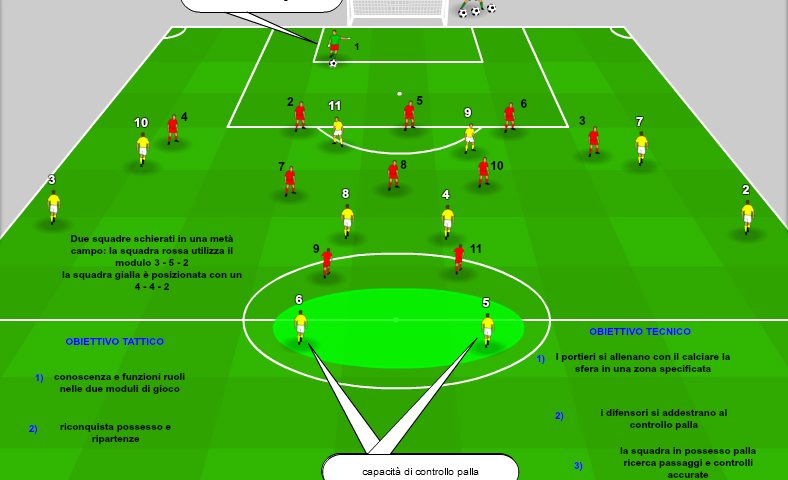 1
2
11
5
9
6
3
7
10
4
7
8
10
3
8
4
2
Due squadre schierati in una metà
campo: la squadra rossa utilizza il
modulo 3 - 5 - 2
la squadra gialla è posizionata con un
4 - 4 - 2
9
11
6
5
OBIETTIVO TATTICO
1) conoscenza e funzioni ruoli
nelle due moduli di gioco
2) riconquista possesso e
ripartenze
OBIETTIVO TECNICO
1) I portieri si allenano con il calciare la
sfera in una zona specificata
2) i difensori si addestrano al
controllo palla
3) la squadra in possesso palla
ricerca passaggi e controlli
accurate
capacità di controllo palla